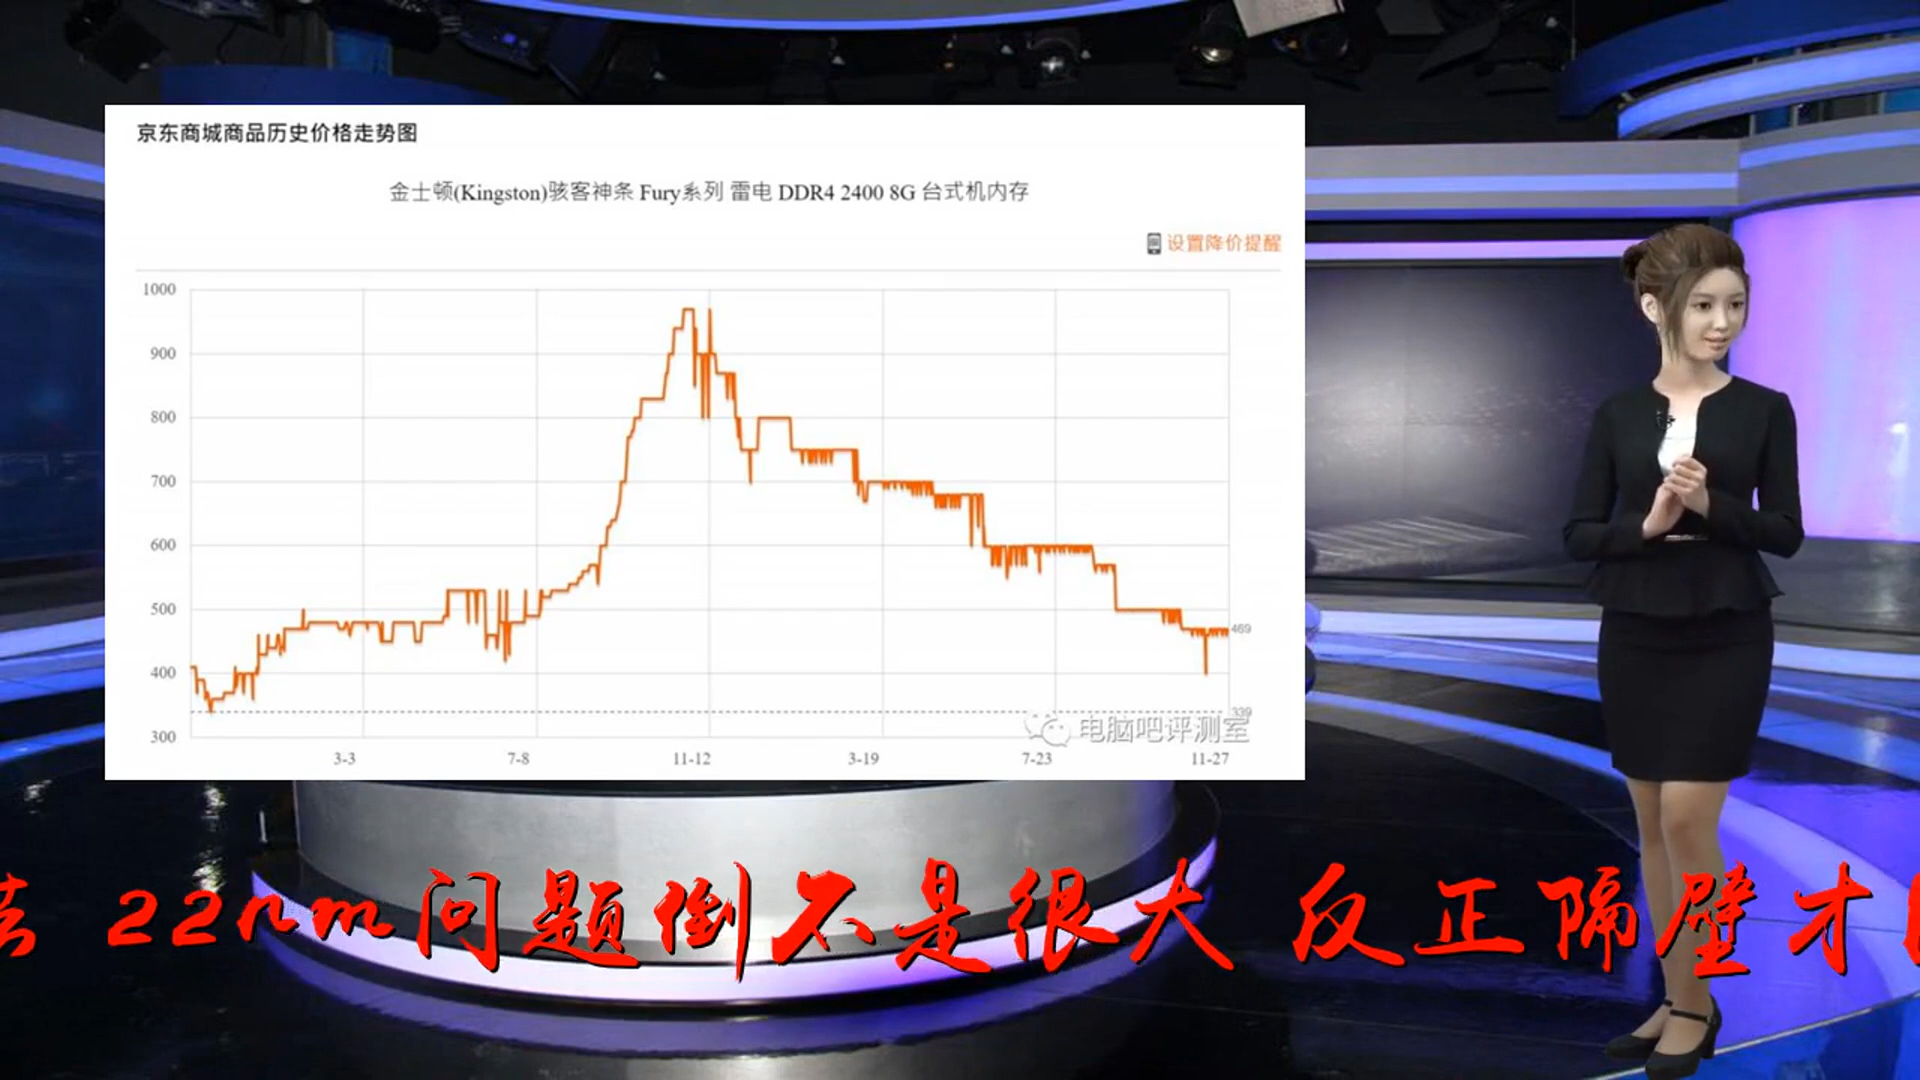 京东商城商品历史价格走势图
金士顿(Kingston)骇客神条 Fury系列 雷电 DDR4 2400 8G 台式机内存
设置降价提醒
1000
900
800
700
600
500
469
400
339
300
电脑吧评测室
3-3 7-8 11-12 3-19 7-23 11-27
22nm问题倒不是很大 反正隔壁才